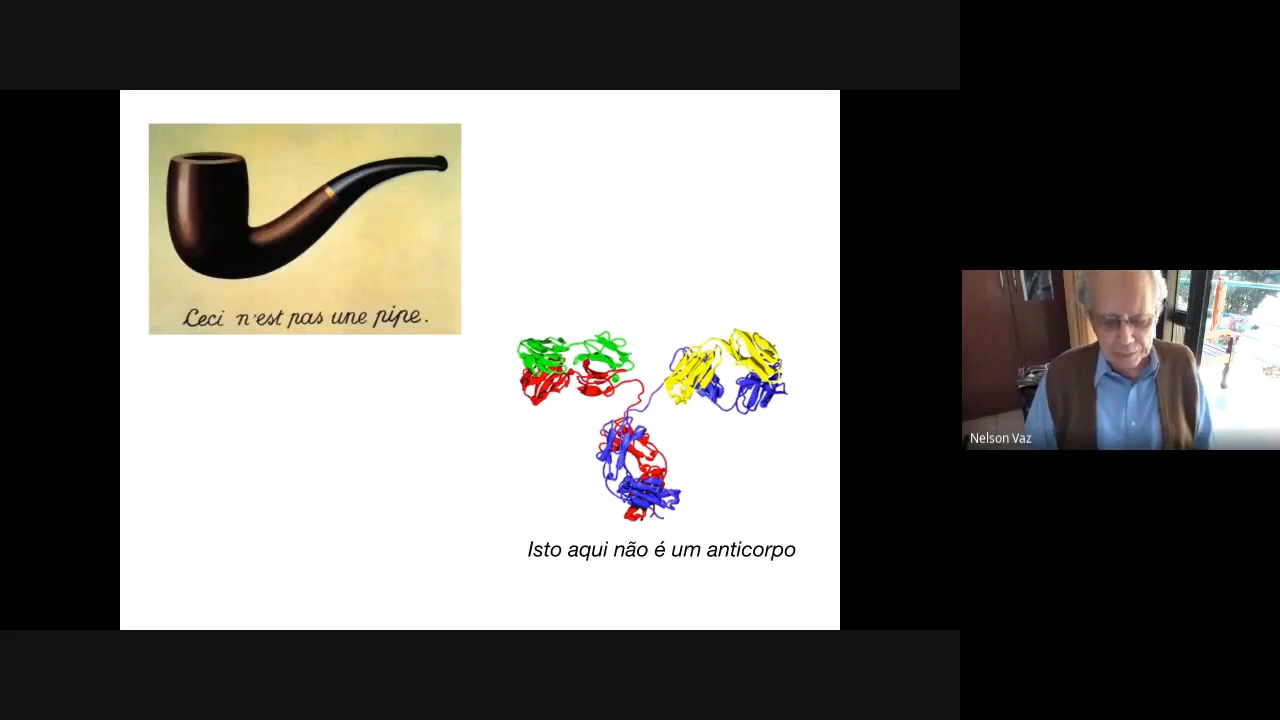 Ceci n'est pas une pipe.
Isto aqui não é um anticorpo
Nelson Vaz